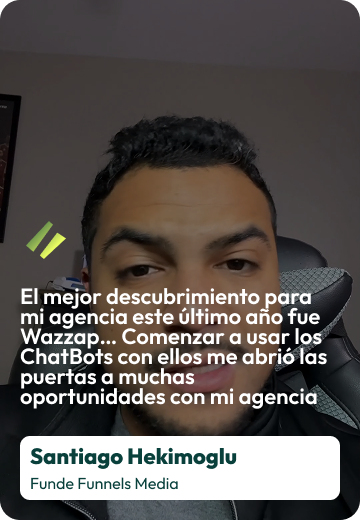 El mejor descubrimiento para
mi agencia este último año fue
Wazzap... Comenzar a usar los
ChatBots con ellos me abrió las
puertas a muchas
oportunidades con mi agencia
Santiago Hekimoglu
Funde Funnels Media